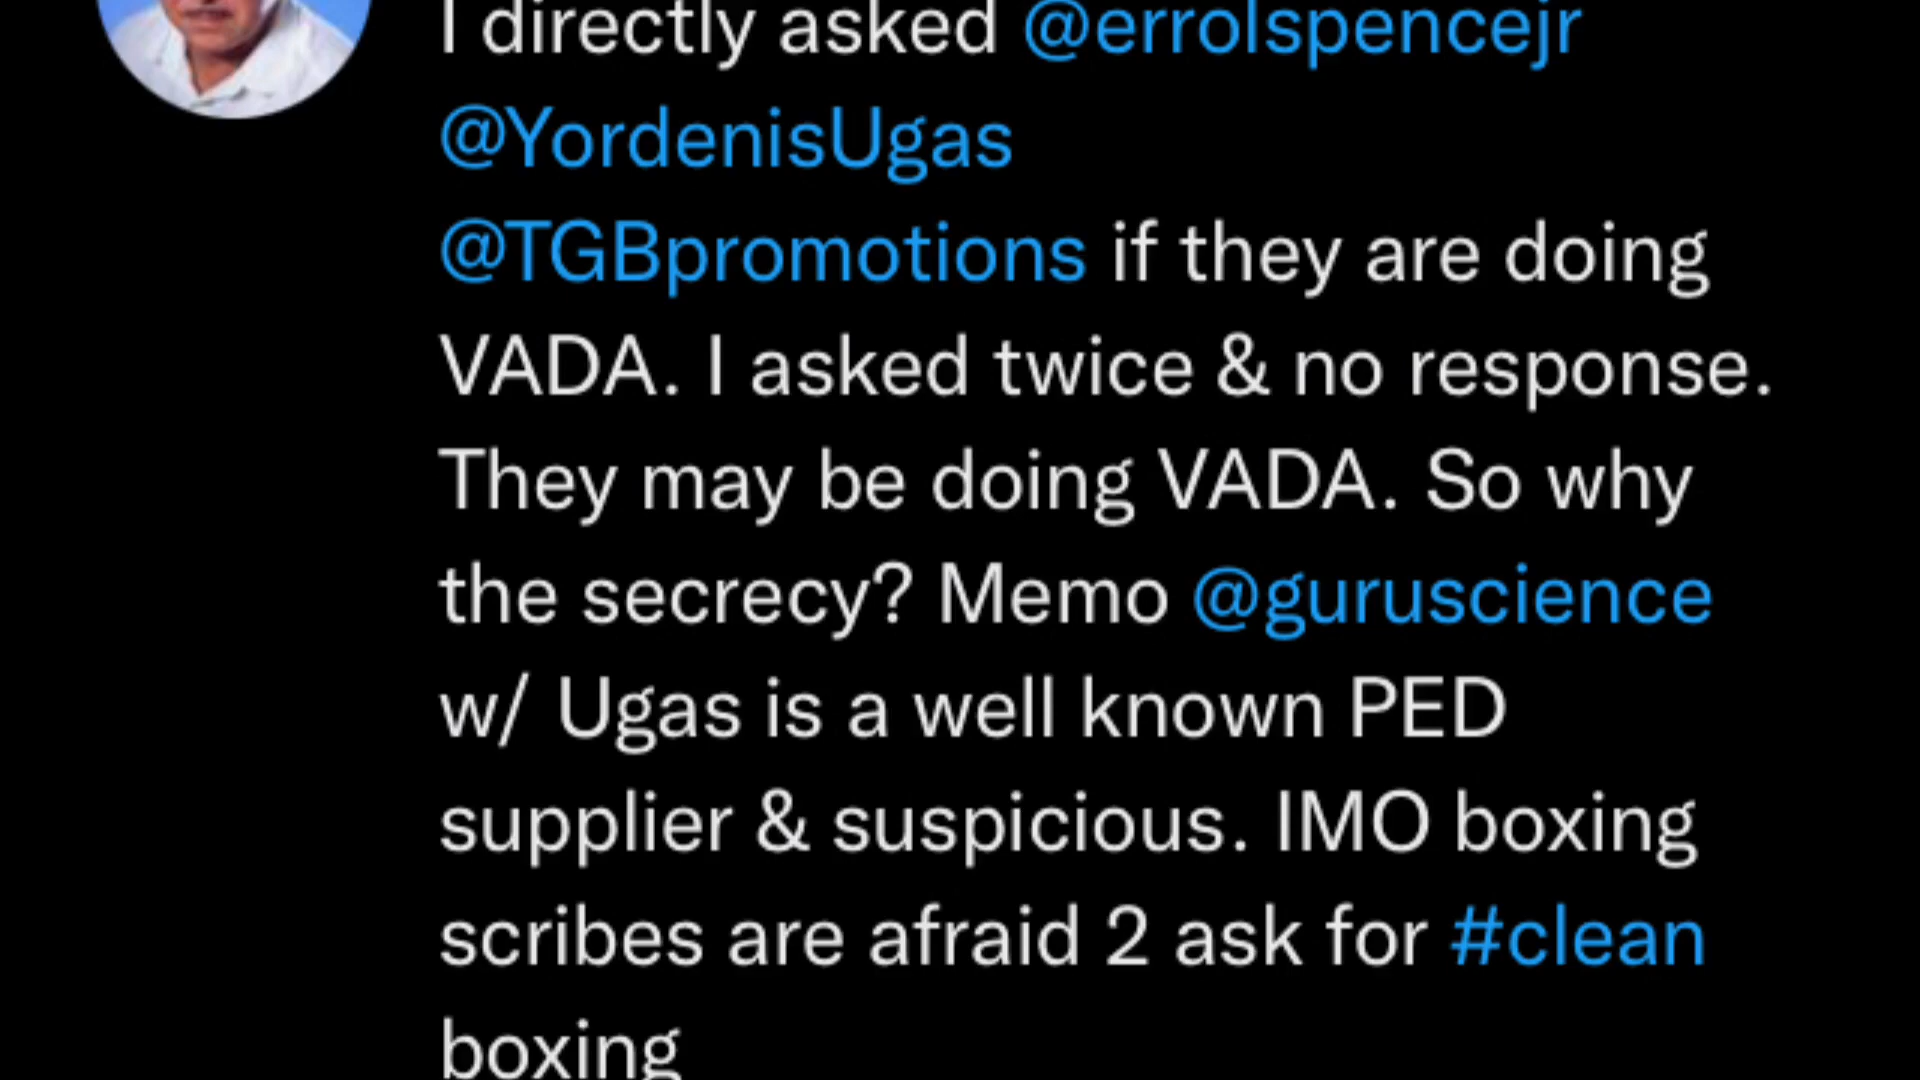 I directly asked @errolspencejr
@YordenisUgas
@TGBpromotions if they are doing
VADA. I asked twice & no response.
They may be doing VADA. So why
the secrecy? Memo @guruscience
w/ Ugas is a well known PED
supplier & suspicious. IMO boxing
scribes are afraid 2 ask for #clean
boxing